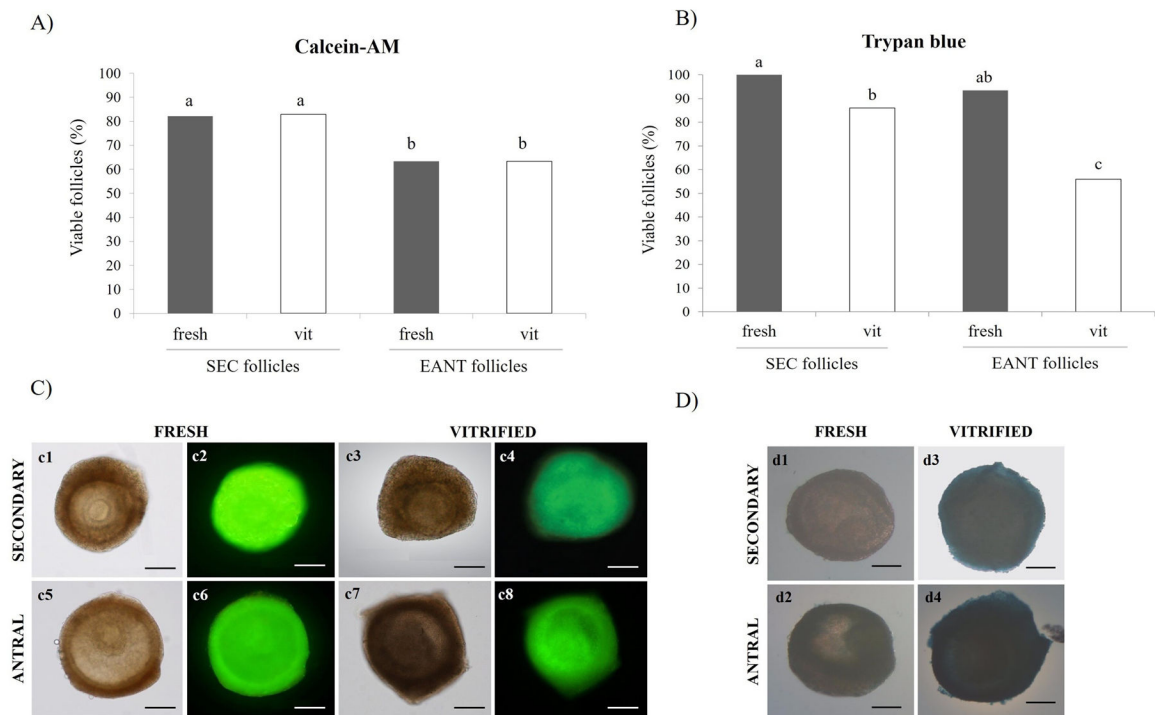 A)
Calcein-AM
Viable follicles (%)
100
90
80
70
60
50
40
30
20
10
0
a
a
b
b
fresh
vit
fresh
vit
SEC follicles
EANT follicles
B)
Trypan blue
Viable follicles (%)
100
90
80
70
60
50
40
30
20
10
0
a
b
ab
c
fresh
vit
fresh
vit
SEC follicles
EANT follicles
C)
FRESH
VITRIFIED
SECONDARY
c1
c2
c3
c4
ANTRAL
c5
c6
c7
c8
D)
FRESH
VITRIFIED
SECONDARY
d1
d3
ANTRAL
d2
d4